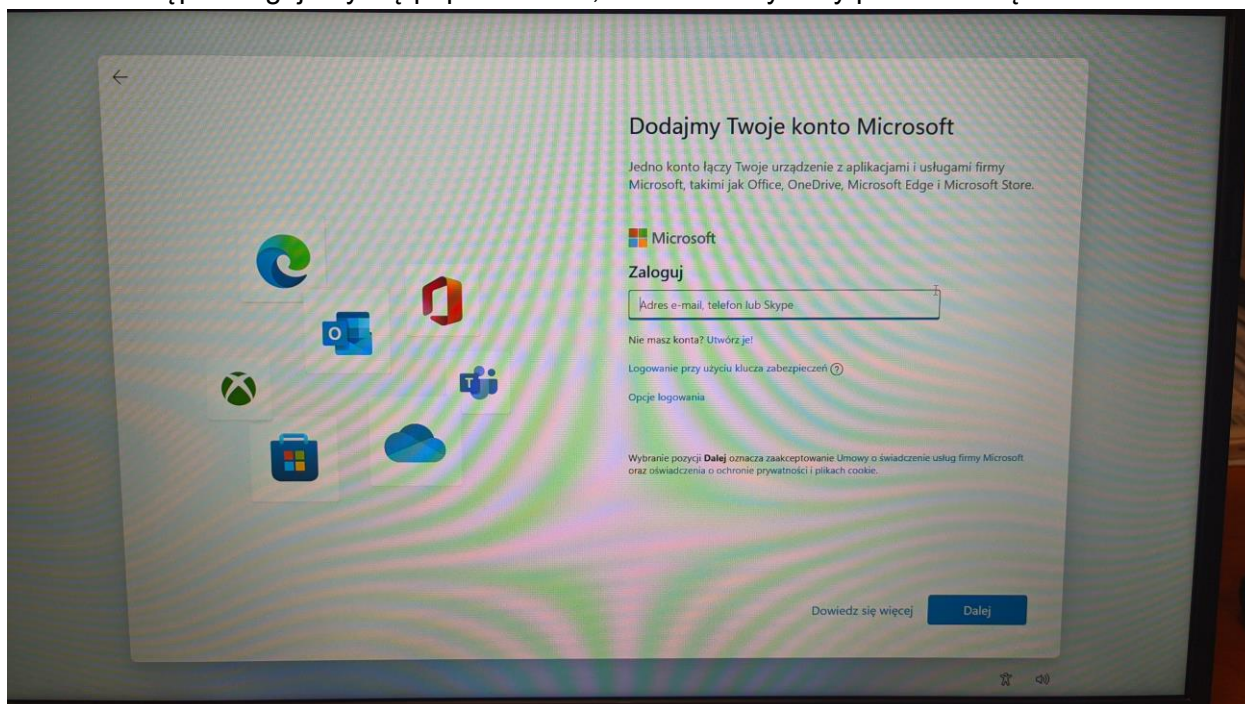 Dodajmy Twoje konto Microsoft
Jedno konto łączy Twoje urządzenie z aplikacjami i usługami firmy
Microsoft, takimi jak Office, OneDrive, Microsoft Edge i Microsoft Store.
Microsoft
Zaloguj
Adres e-mail, telefon lub Skype
Nie masz konta? Utwórz je!
Logowanie przy użyciu klucza zabezpieczeń
Opcje logowania
Wybranie pozycji Dalej oznacza zaakceptowanie Umowy o świadczenie usług firmy Microsoft
oraz oświadczenia o ochronie prywatności i plikach cookie.
Dowiedz się więcej Dalej